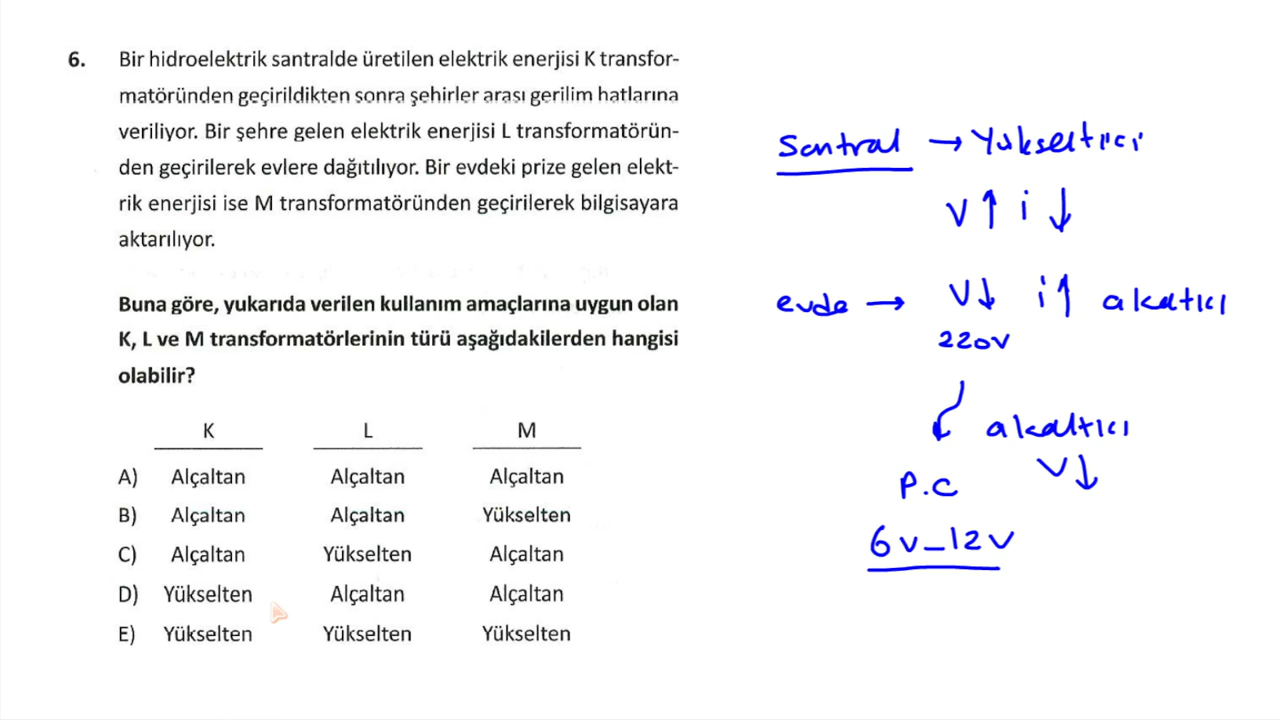 6. Bir hidroelektrik santralde üretilen elektrik enerjisi K transfor-
matöründen geçirildikten sonra şehirler arası gerilim hatlarına
veriliyor. Bir şehre gelen elektrik enerjisi L transformatörün-
den geçirilerek evlere dağıtılıyor. Bir evdeki prize gelen elekt-
rik enerjisi ise M transformatöründen geçirilerek bilgisayara
aktarılıyor.
Buna göre, yukarıda verilen kullanım amaçlarına uygun olan
K, L ve M transformatörlerinin türü aşağıdakilerden hangisi
olabilir?
K L M
A) Alçaltan Alçaltan Alçaltan
B) Alçaltan Alçaltan Yükselten
C) Alçaltan Yükselten Alçaltan
D) Yükselten Alçaltan Alçaltan
E) Yükselten Yükselten Yükselten
Santral → Yükseltici
V↑ i↓
evde → V↓ i↑ alçaltıcı
220V
alçaltıcı
P.C V↓
6V_12V